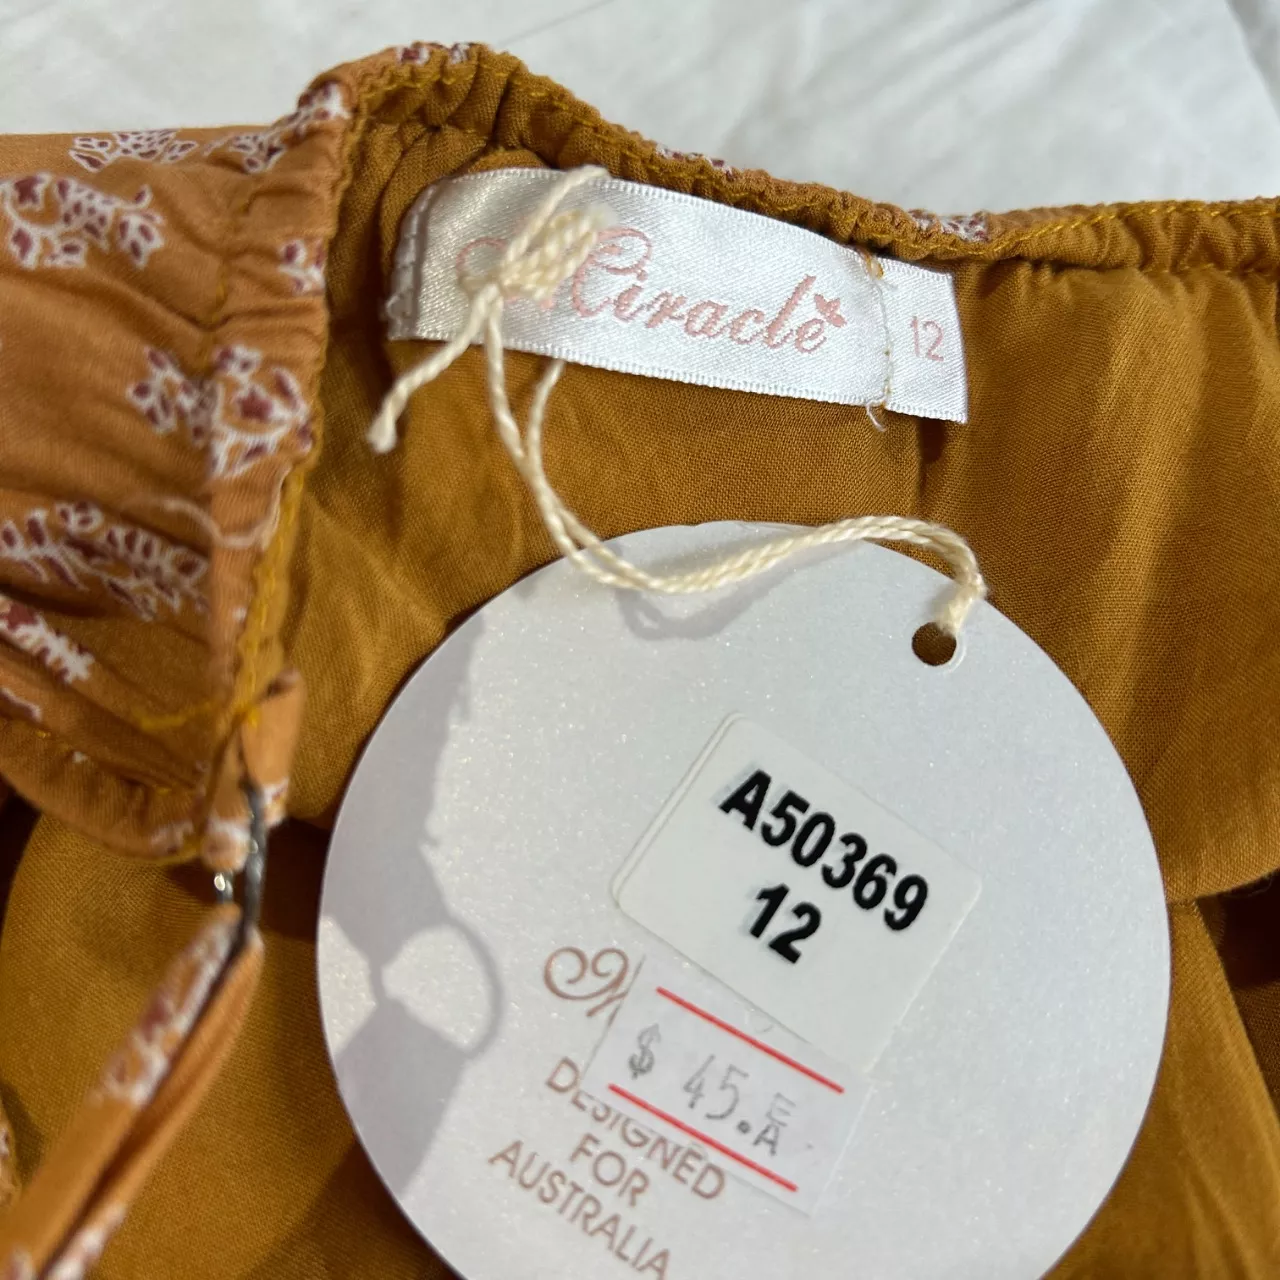 Miracle
12
A50369
12
$ 45.
DESIGNED
FOR
AUSTRALIA